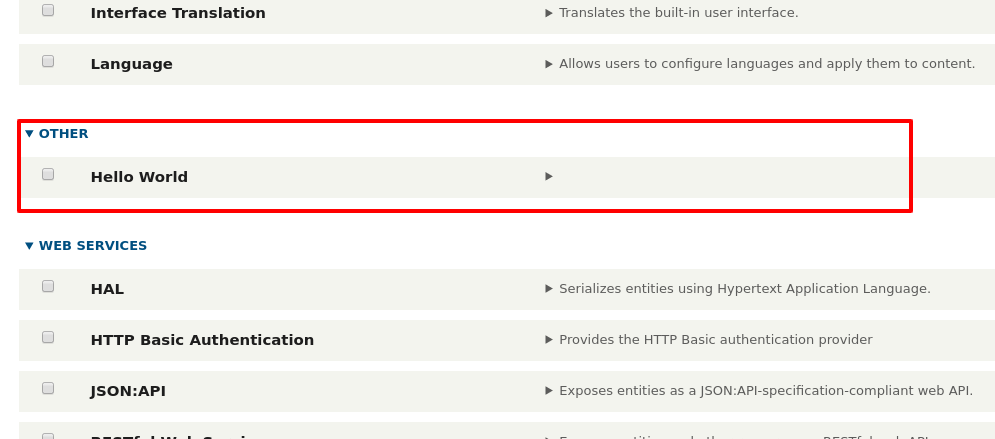 Interface Translation Translates the built-in user interface.
Language Allows users to configure languages and apply them to content.
OTHER
Hello World
WEB SERVICES
HAL Serializes entities using Hypertext Application Language.
HTTP Basic Authentication Provides the HTTP Basic authentication provider
JSON:API Exposes entities as a JSON:API-specification-compliant web API.